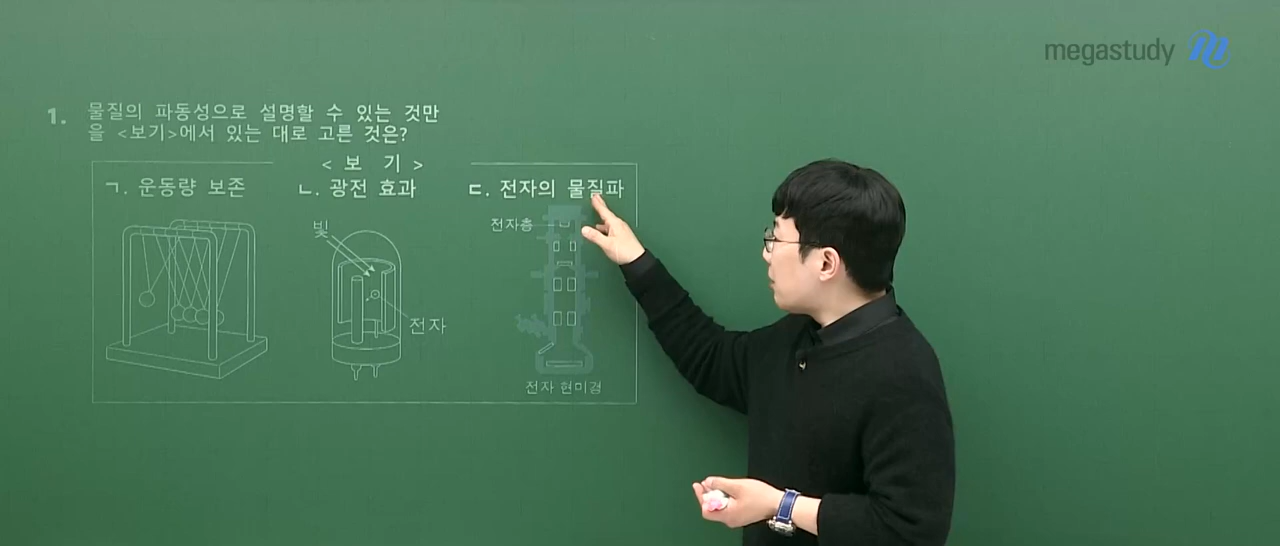 megastudy
1. 물질의 파동성으로 설명할 수 있는 것만
을 <보기>에서 있는 대로 고른 것은?
< 보 기 >
ㄱ. 운동량 보존
ㄴ. 광전 효과
ㄷ. 전자의 물질파
빛
전자
전자총
전자 현미경